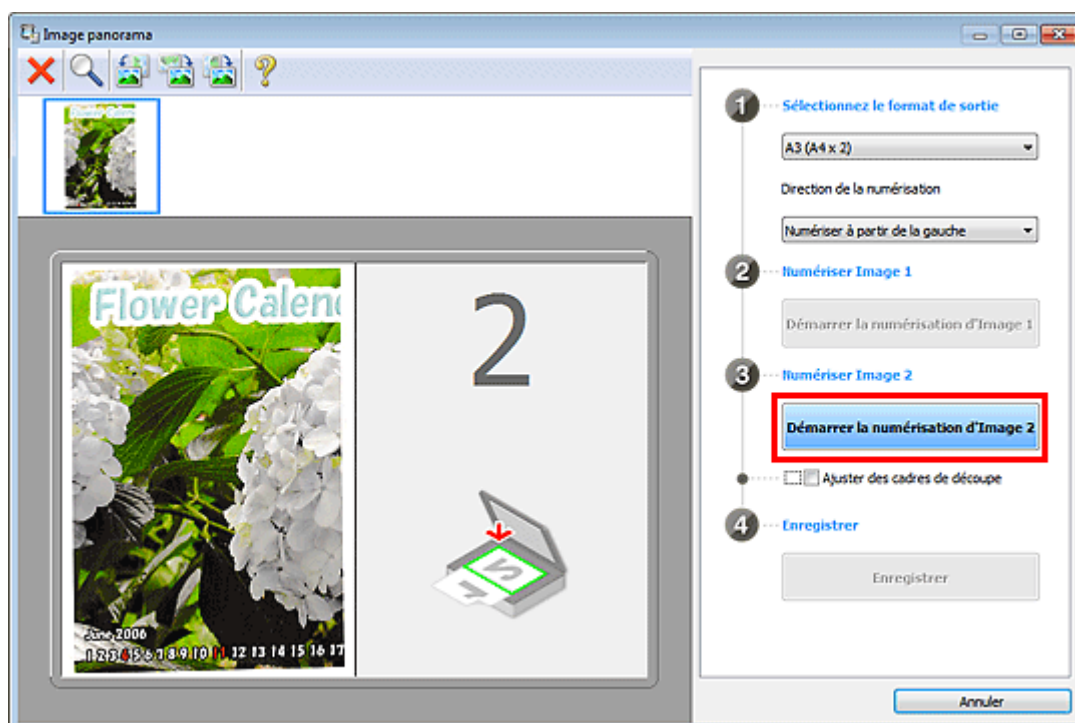 Image panorama
1 Sélectionnez le format de sortie
A3 (A4 x 2)
Direction de la numérisation
Numériser à partir de la gauche
2 Numériser Image 1
Démarrer la numérisation d'Image 1
3 Numériser Image 2
Démarrer la numérisation d'Image 2
Ajuster des cadres de découpe
4 Enregistrer
Enregistrer
Annuler
Flower Calen
Flower Calen
2
June 2006
1 2 3 4 5 6 7 8 9 10 11 12 13 14 15 16 17